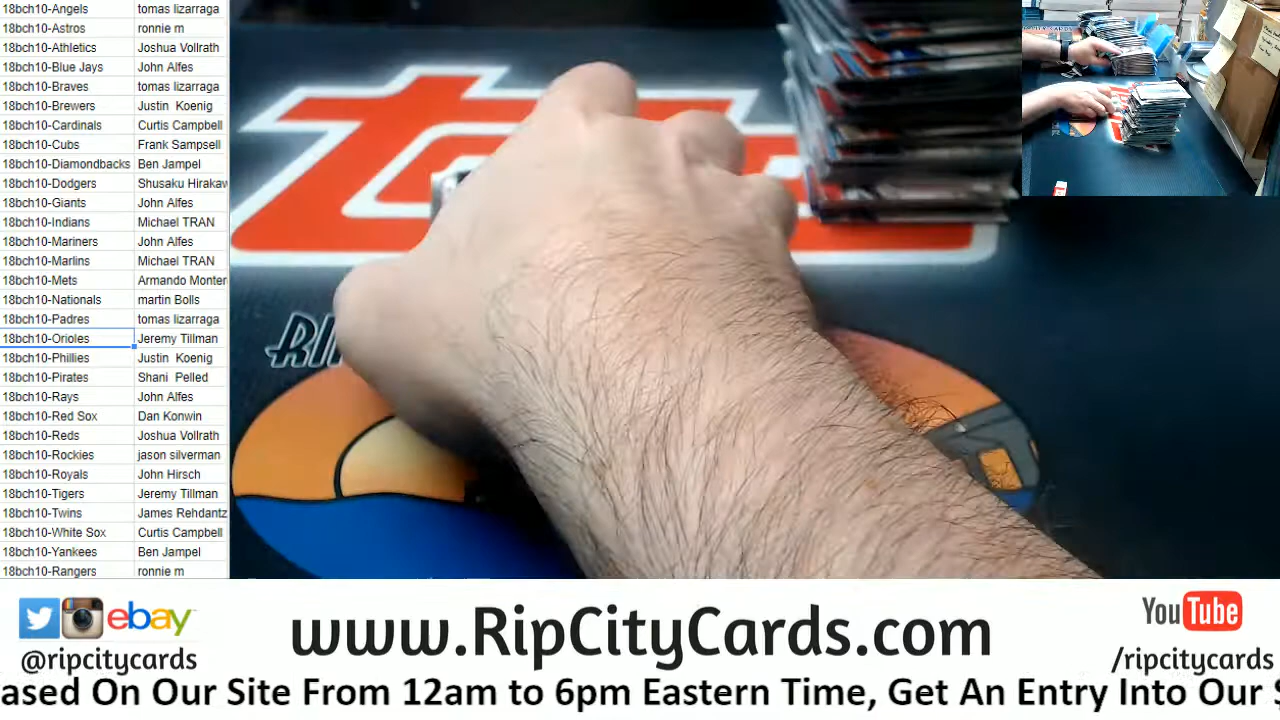 18bch10-Angels tomas lizarraga
18bch10-Astros ronnie m
18bch10-Athletics Joshua Vollrath
18bch10-Blue Jays John Alfes
18bch10-Braves tomas lizarraga
18bch10-Brewers Justin Koenig
18bch10-Cardinals Curtis Campbell
18bch10-Cubs Frank Sampsell
18bch10-Diamondbacks Ben Jampel
18bch10-Dodgers Shusaku Hirakav
18bch10-Giants John Alfes
18bch10-Indians Michael TRAN
18bch10-Mariners John Alfes
18bch10-Marlins Michael TRAN
18bch10-Mets Armando Monter
18bch10-Nationals martin Bolls
18bch10-Padres tomas lizarraga
18bch10-Orioles Jeremy Tillman
18bch10-Phillies Justin Koenig
18bch10-Pirates Shani Pelled
18bch10-Rays John Alfes
18bch10-Red Sox Dan Konwin
18bch10-Reds Joshua Vollrath
18bch10-Rockies jason silverman
18bch10-Royals John Hirsch
18bch10-Tigers Jeremy Tillman
18bch10-Twins James Rehdantz
18bch10-White Sox Curtis Campbell
18bch10-Yankees Ben Jampel
18bch10-Rangers ronnie m
ebay
@ripcitycards
www.RipCityCards.com
YouTube
/ripcitycards
ased On Our Site From 12am to 6pm Eastern Time, Get An Entry Into Our